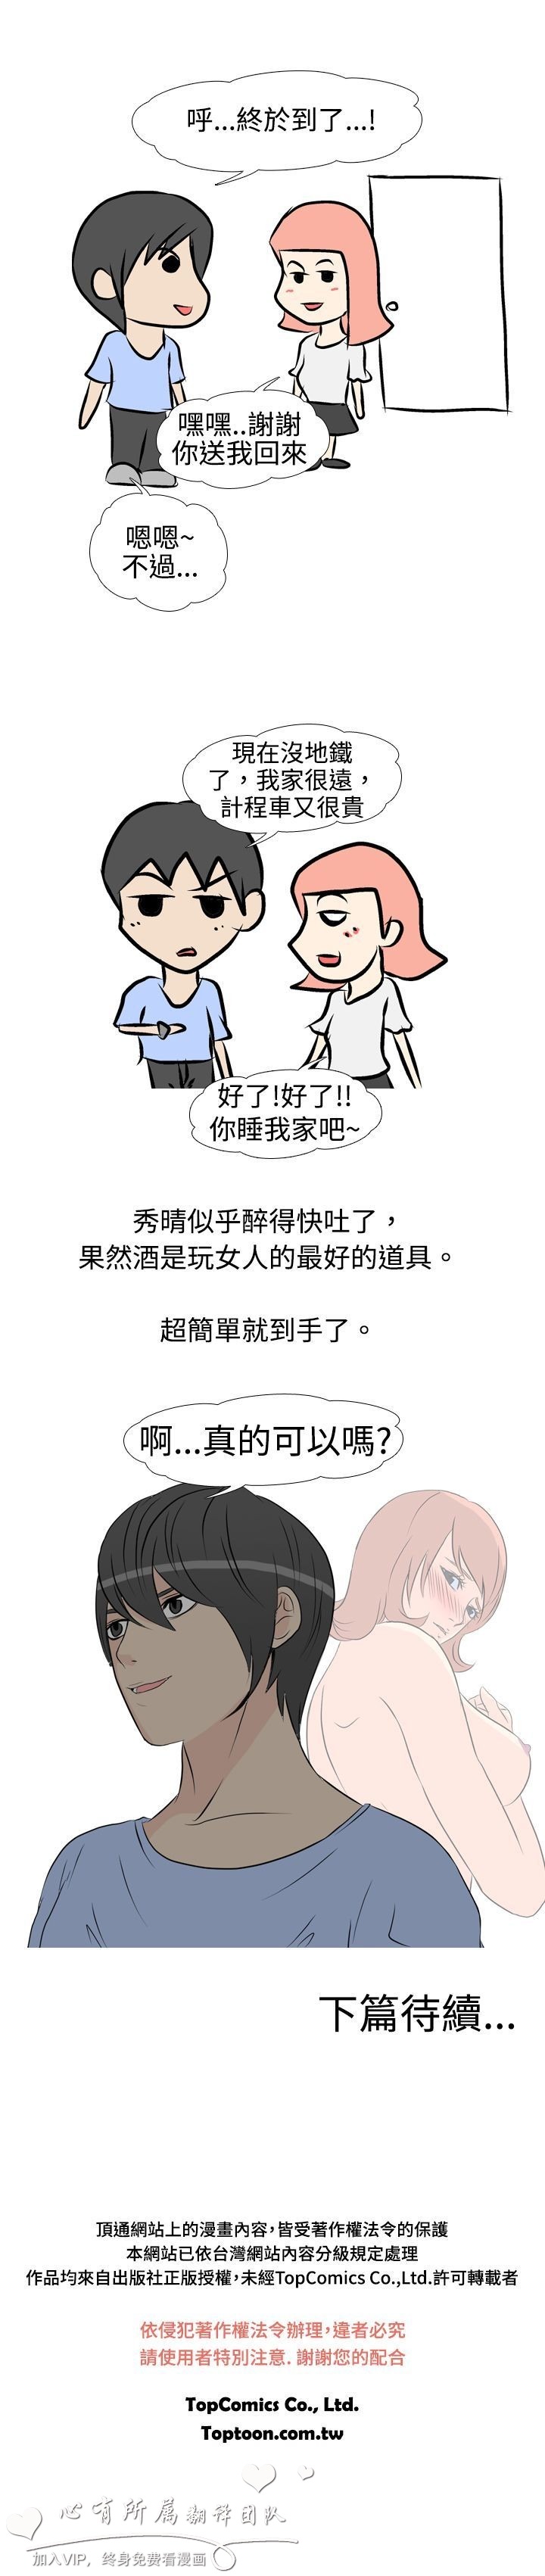 呼...終於到了...!
嘿嘿..謝謝
你送我回來
嗯嗯~
不過...
現在沒地鐵
了，我家很遠，
計程車又很貴
好了!好了!!
你睡我家吧~
秀晴似乎醉得快吐了，
果然酒是玩女人的最好的道具。
超簡單就到手了。
啊...真的可以嗎?
下篇待續...
頂通網站上的漫畫內容，皆受著作權法令的保護
本網站已依台灣網站內容分級規定處理
作品均來自出版社正版授權，未經TopComics Co.,Ltd.許可轉載者
依侵犯著作權法令辦理，違者必究
請使用者特別注意. 謝謝您的配合
TopComics Co., Ltd.
Toptoon.com.tw
心有所属翻译团队
加入VIP，终身免费看漫画